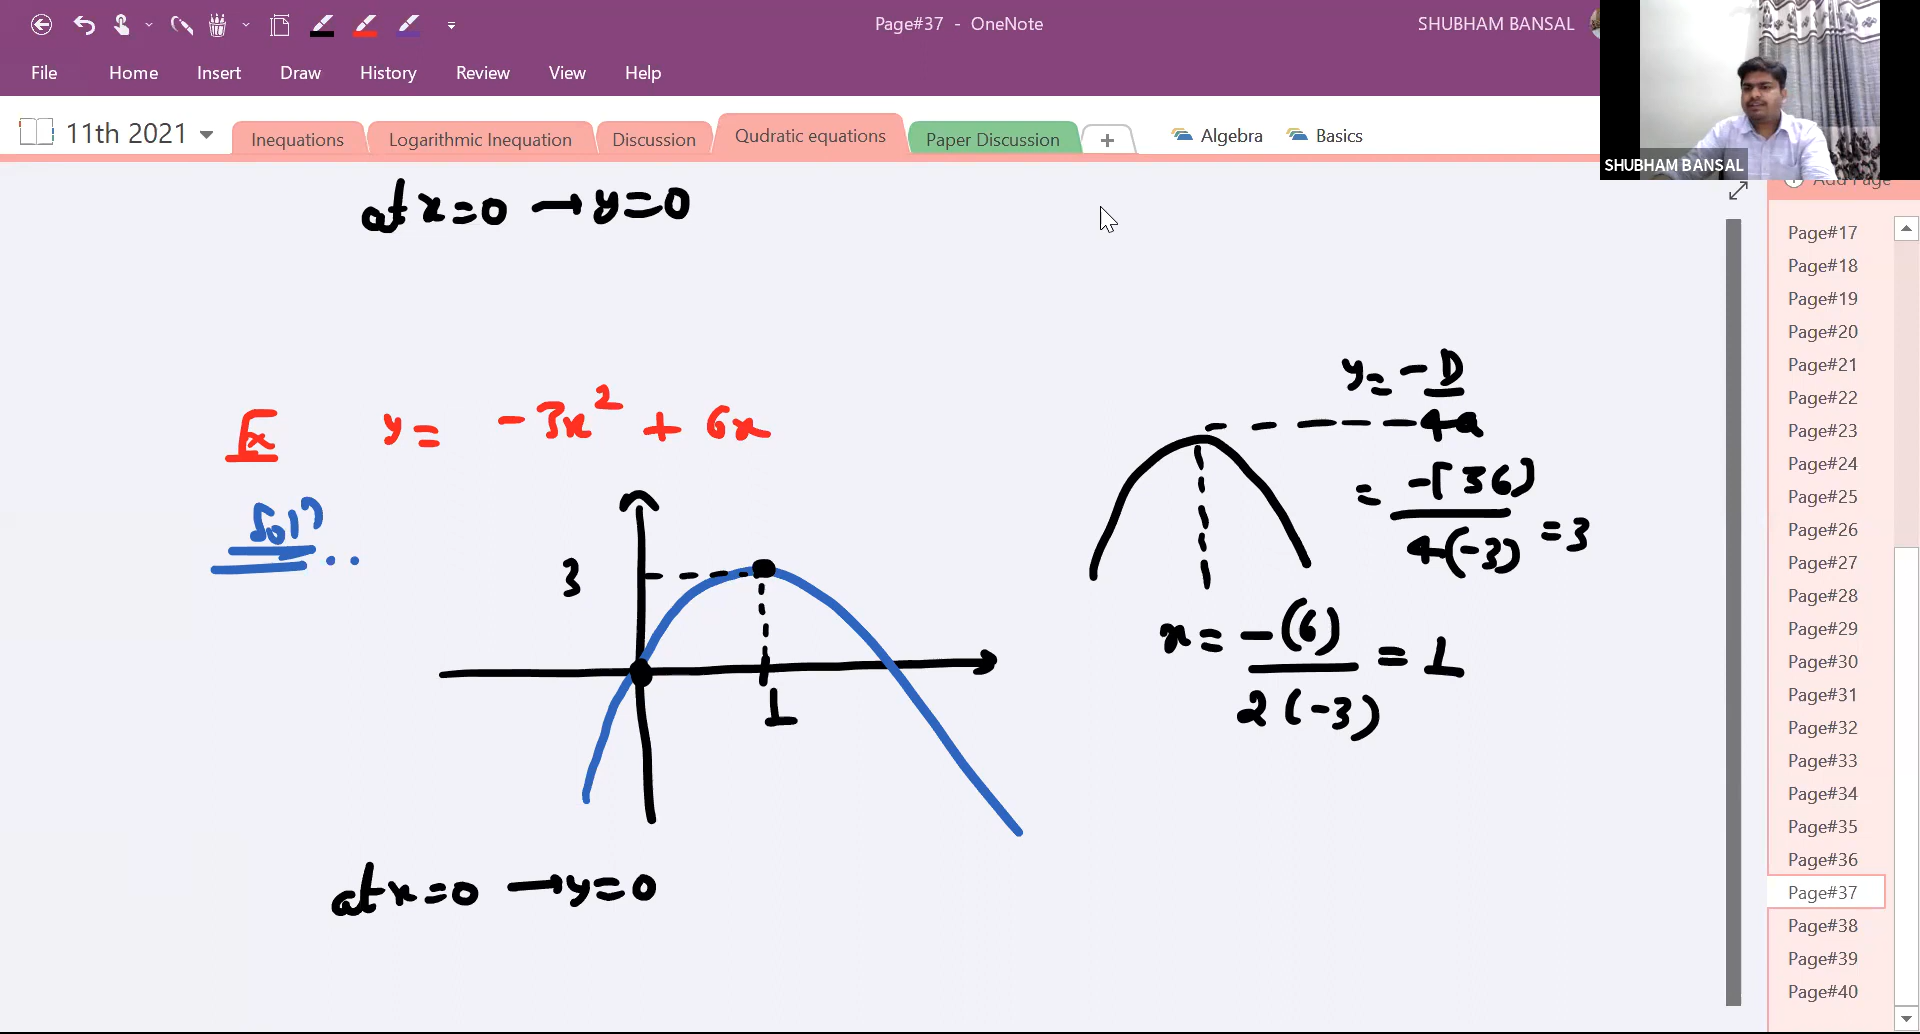 Page#37 - OneNote
SHUBHAM BANSAL
File Home Insert Draw History Review View Help
11th 2021
Inequations
Logarithmic Inequation
Discussion
Qudratic equations
Paper Discussion
+
Algebra
Basics
SHUBHAM BANSAL
Add Page
at x=0 → y=0
Ex y = -3x² + 6x
Solⁿ..
3
1
at x=0 → y=0
y = -D
4a
= -[36)
4(-3) = 3
x = -(6)
2(-3) = 1
Page#17
Page#18
Page#19
Page#20
Page#21
Page#22
Page#23
Page#24
Page#25
Page#26
Page#27
Page#28
Page#29
Page#30
Page#31
Page#32
Page#33
Page#34
Page#35
Page#36
Page#37
Page#38
Page#39
Page#40